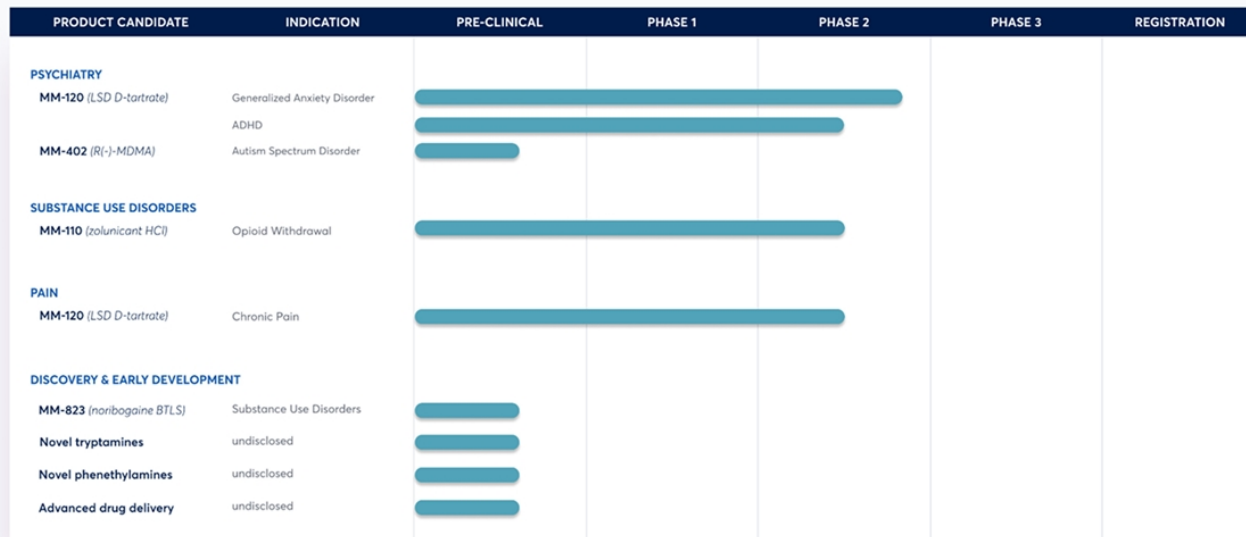 PRODUCT CANDIDATE INDICATION PRE-CLINICAL PHASE 1 PHASE 2 PHASE 3 REGISTRATION
PSYCHIATRY
MM-120 (LSD D-tartrate) Generalized Anxiety Disorder
ADHD
MM-402 (R(-)-MDMA) Autism Spectrum Disorder
SUBSTANCE USE DISORDERS
MM-110 (zolunicant HCl) Opioid Withdrawal
PAIN
MM-120 (LSD D-tartrate) Chronic Pain
DISCOVERY & EARLY DEVELOPMENT
MM-823 (noribogaine BTLS) Substance Use Disorders
Novel tryptamines undisclosed
Novel phenethylamines undisclosed
Advanced drug delivery undisclosed